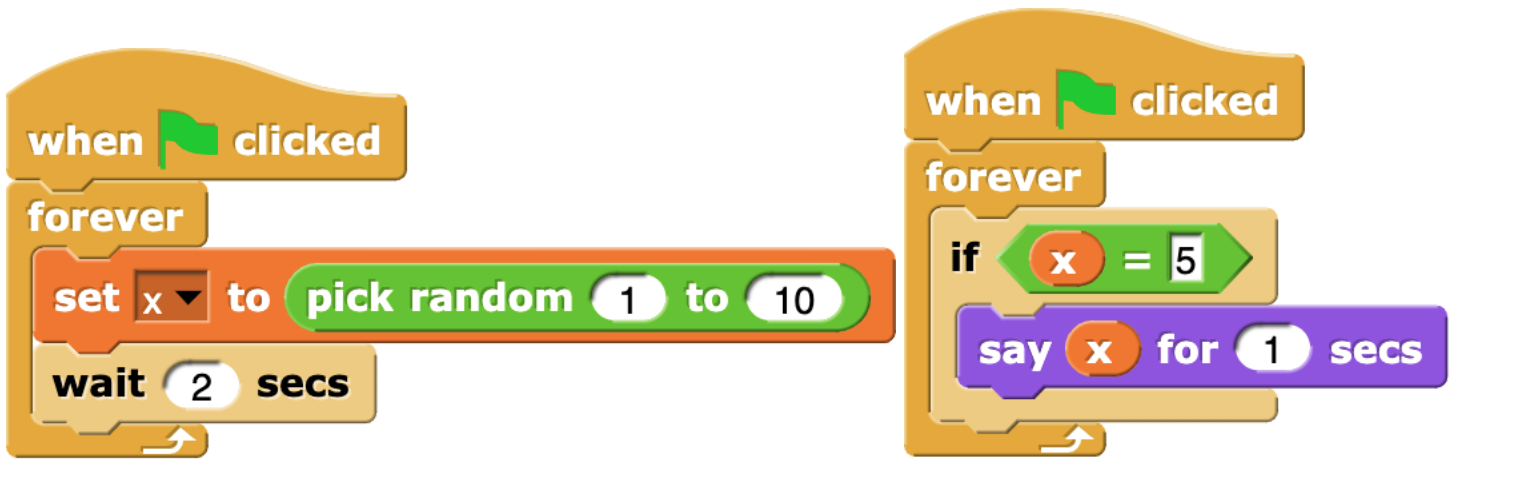 when clicked
forever
set x to pick random 1 to 10
wait 2 secs
when clicked
forever
if x = 5
say x for 1 secs